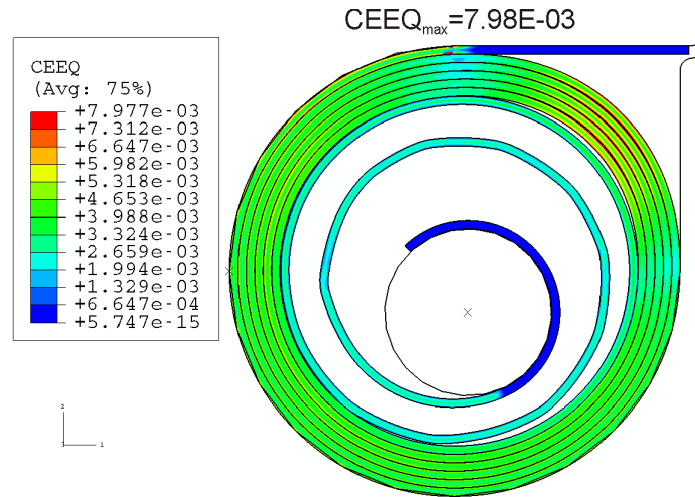 CEEQmax=7.98E-03
CEEQ
(Avg: 75%)
+7.977e-03
+7.312e-03
+6.647e-03
+5.982e-03
+5.318e-03
+4.653e-03
+3.988e-03
+3.324e-03
+2.659e-03
+1.994e-03
+1.329e-03
+6.647e-04
+5.747e-15
2
3 1